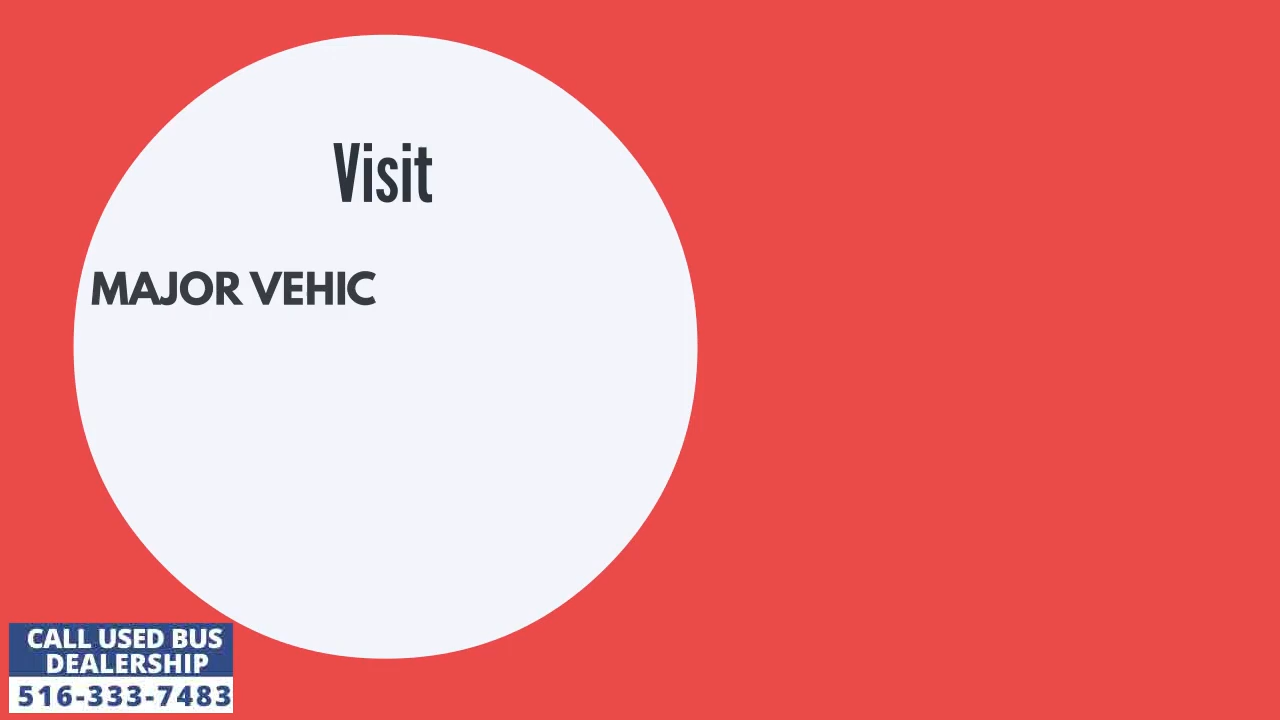 Visit
MAJOR VEHIC
CALL USED BUS
DEALERSHIP
516-333-7483